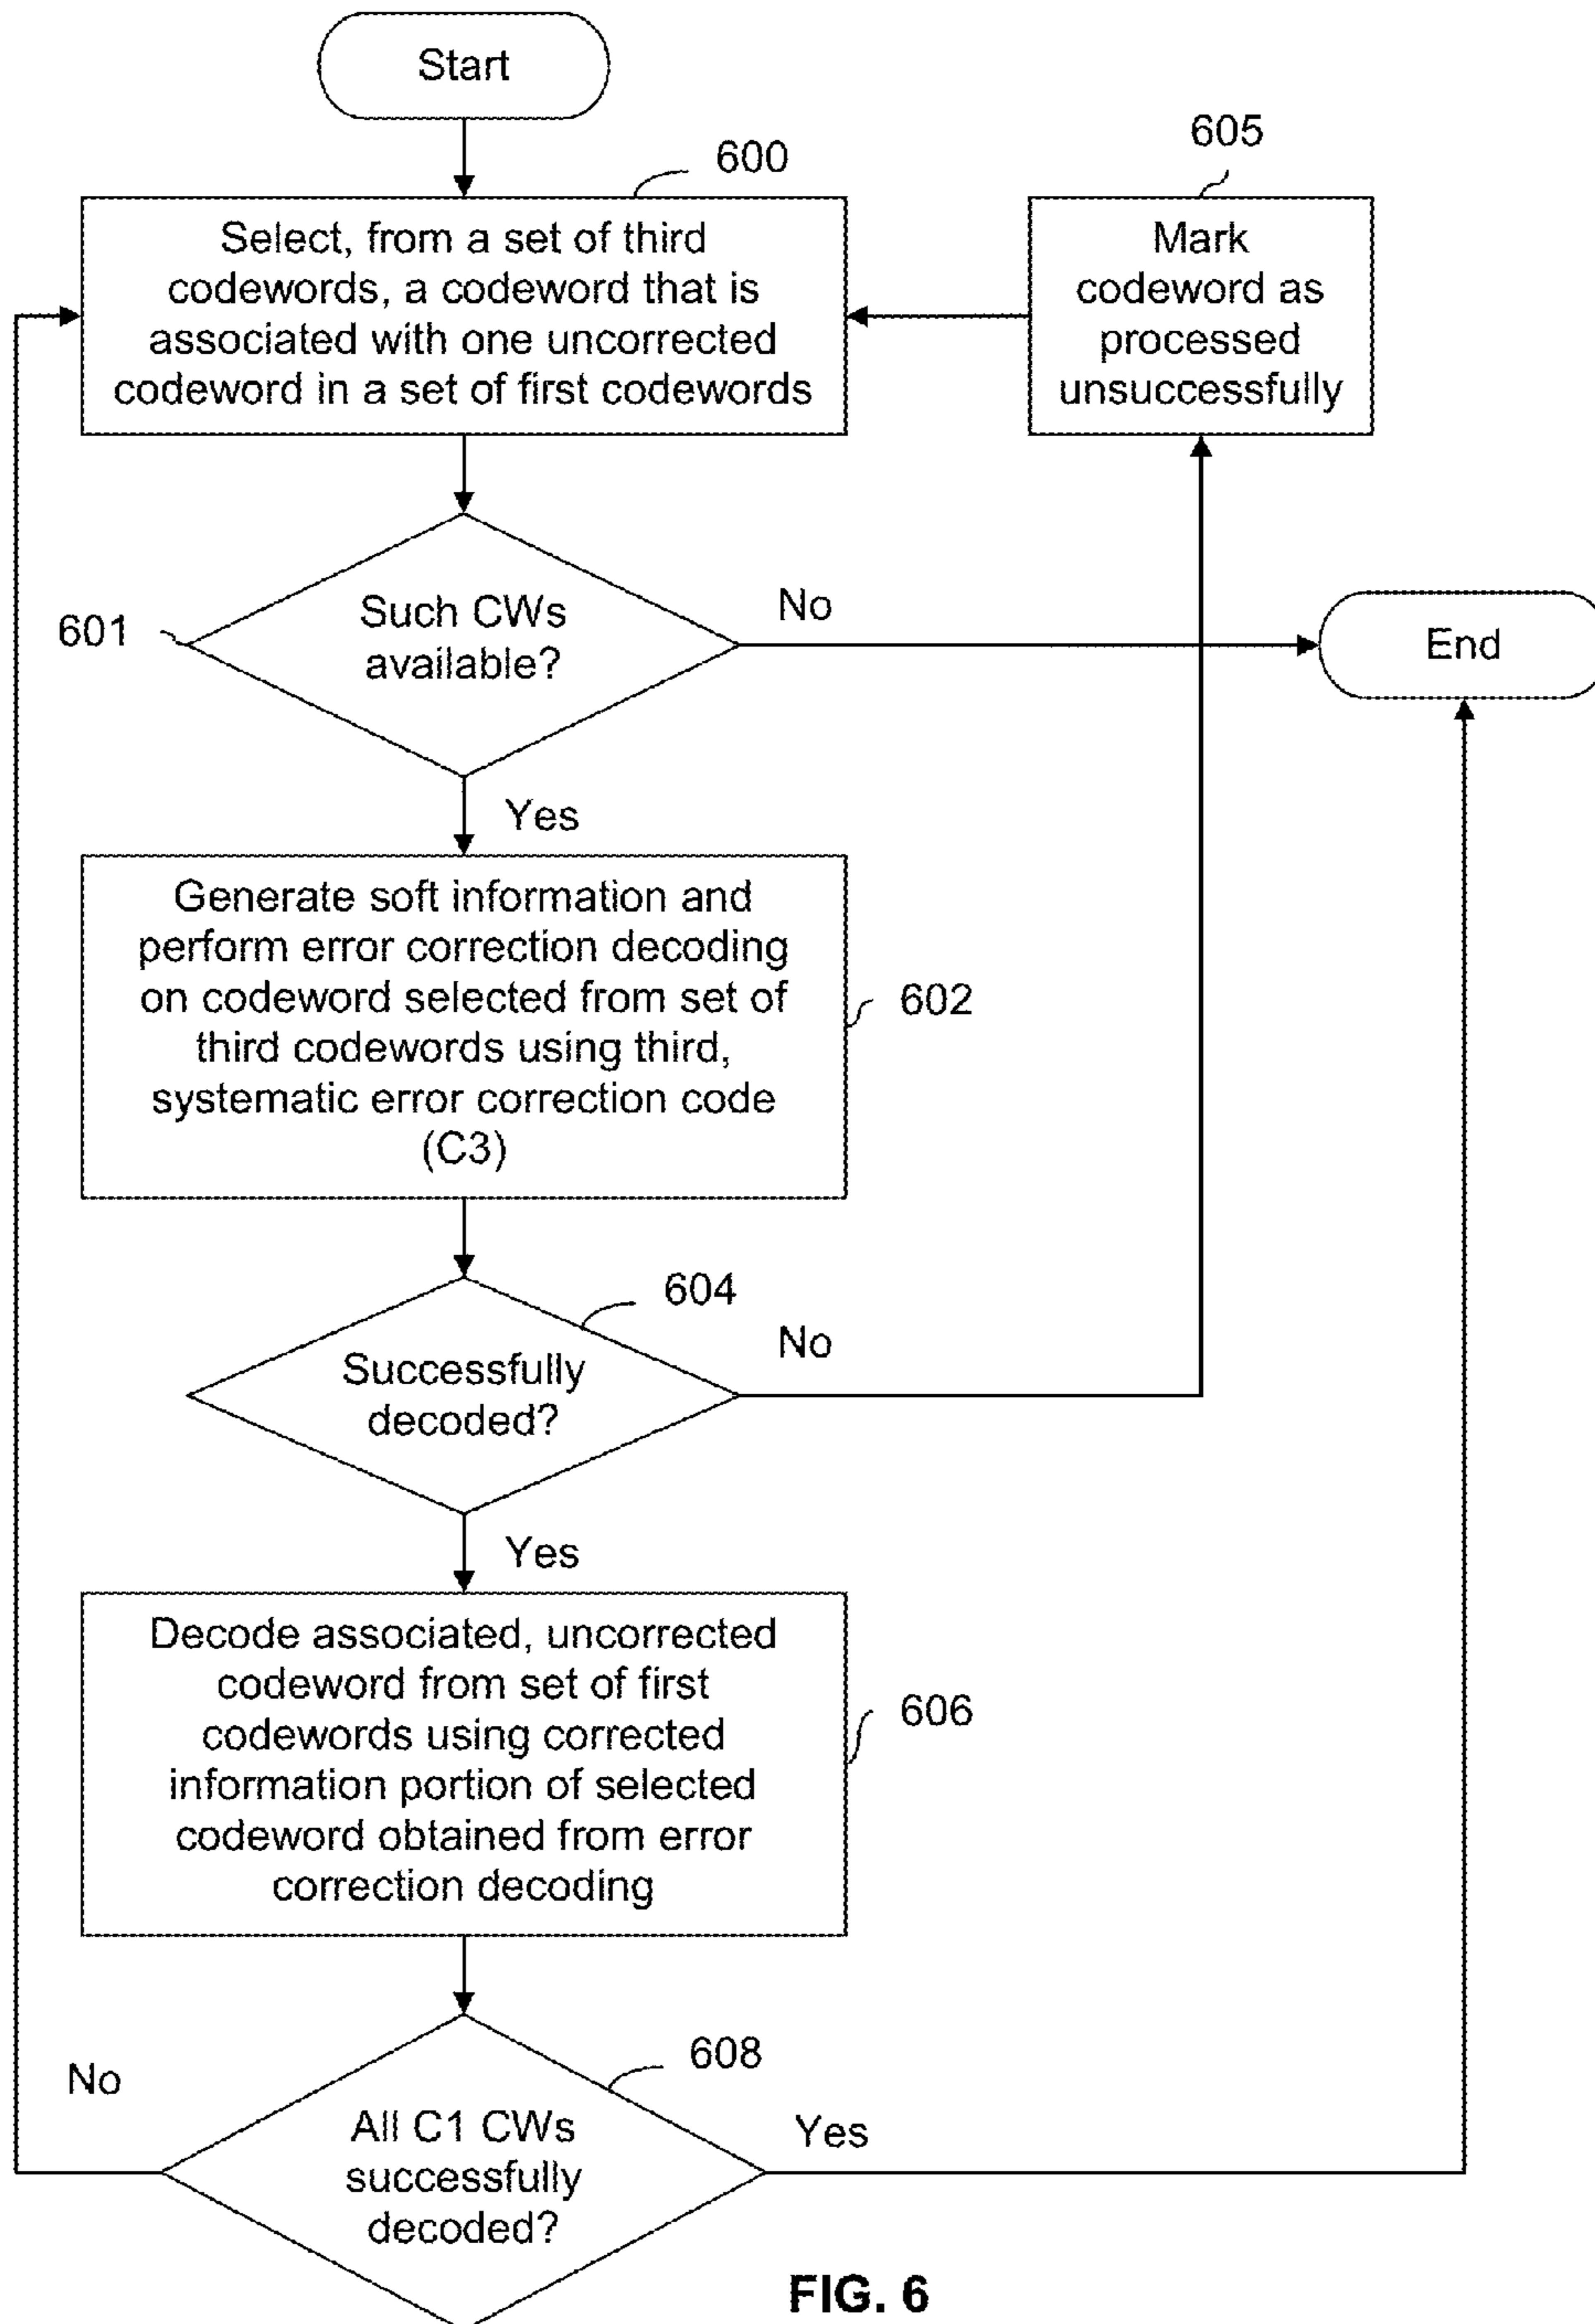 Start
600
605
Select, from a set of third
codewords, a codeword that is
associated with one uncorrected
codeword in a set of first codewords
Mark
codeword as
processed
unsuccessfully
601
Such CWs
available?
No
End
Yes
Generate soft information and
perform error correction decoding
on codeword selected from set of
third codewords using third,
systematic error correction code
(C3)
602
604
Successfully
decoded?
No
Yes
Decode associated, uncorrected
codeword from set of first
codewords using corrected
information portion of selected
codeword obtained from error
correction decoding
606
608
No
All C1 CWs
successfully
decoded?
Yes
FIG. 6